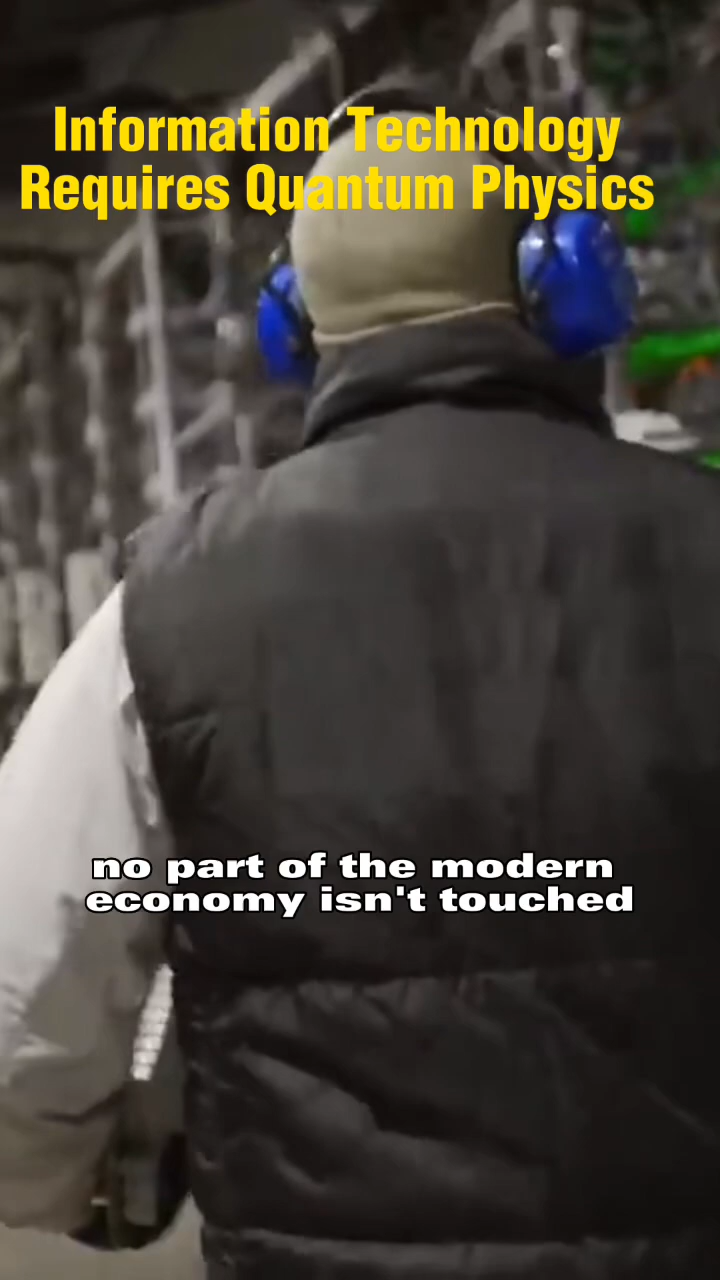 Information Technology
Requires Quantum Physics
no part of the modern
economy isn't touched